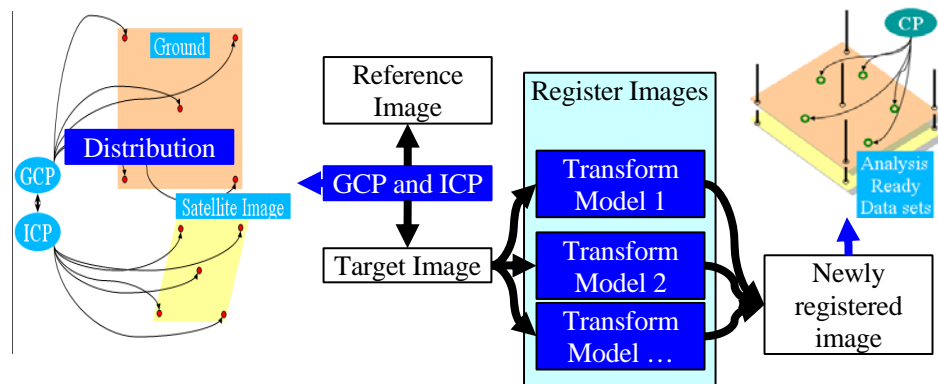 Ground
Distribution
GCP
ICP
Satellite Image
Reference
Image
GCP and ICP
Target Image
Register Images
Transform
Model 1
Transform
Model 2
Transform
Model …
CP
Analysis
Ready
Data sets
Newly
registered
image